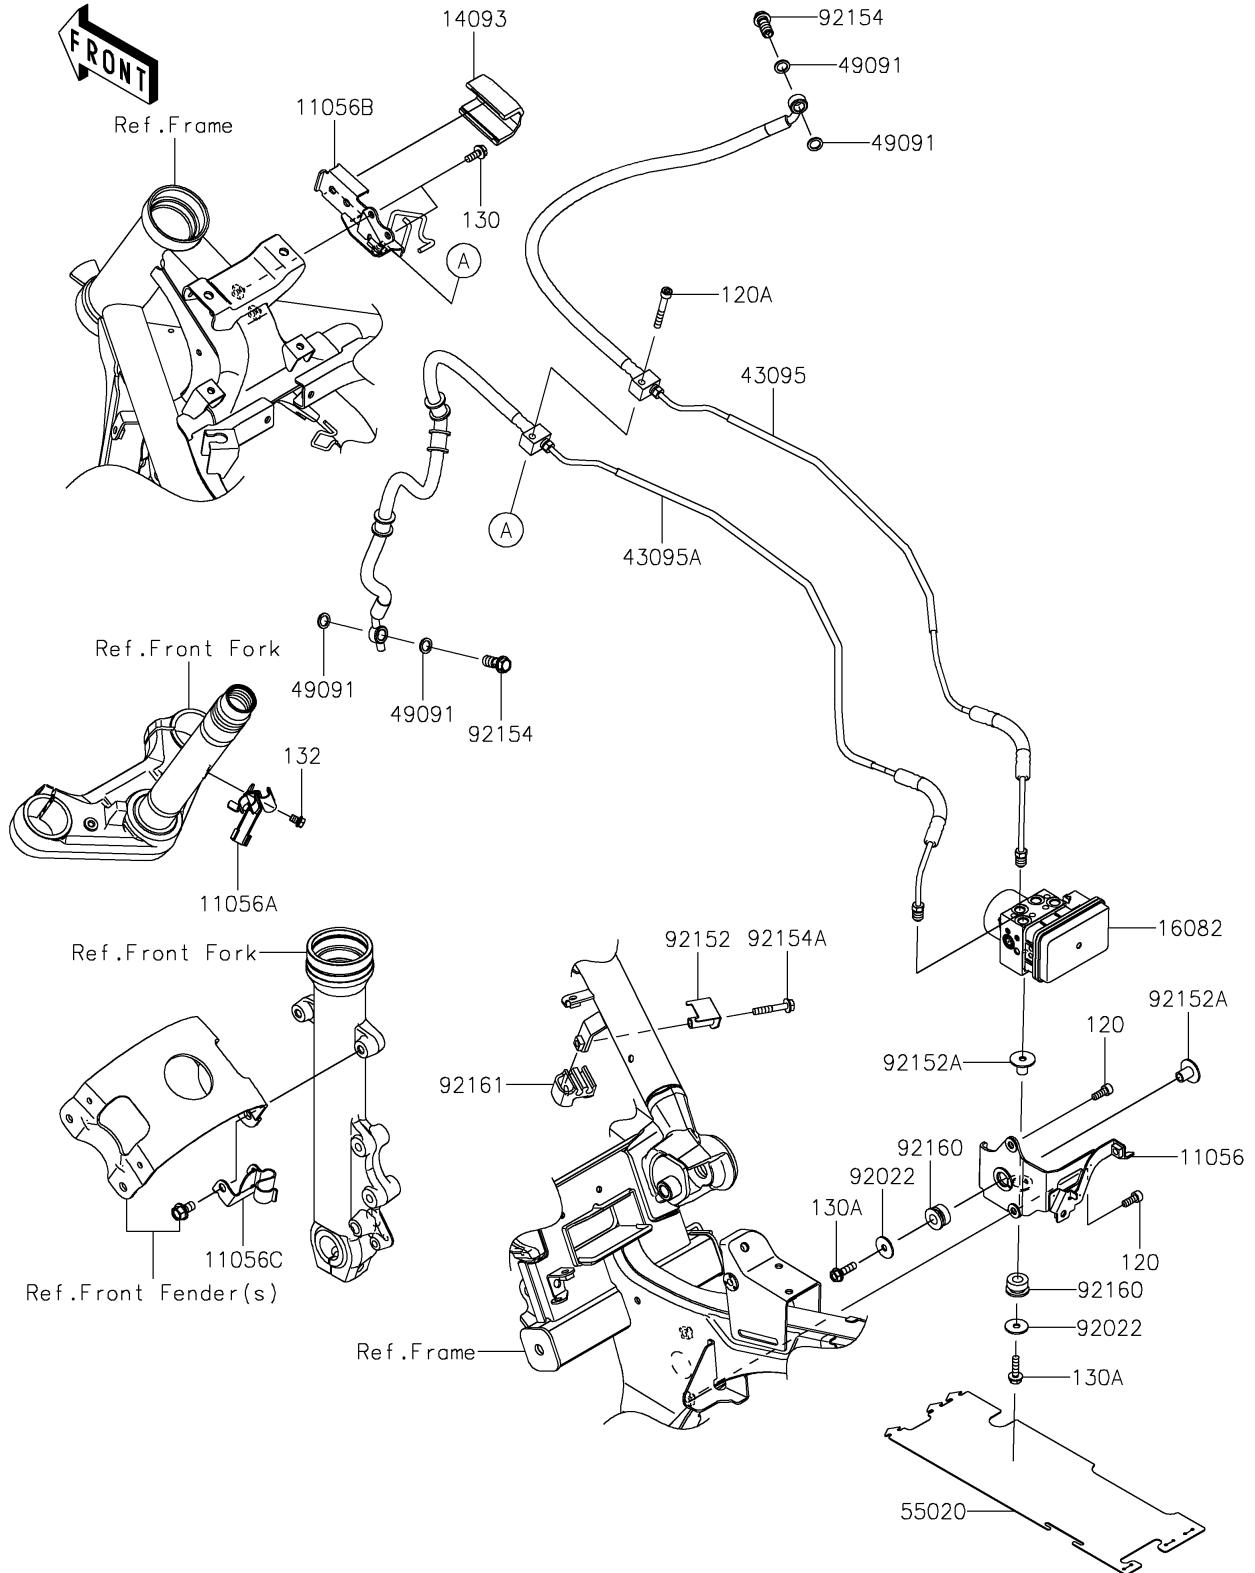 14093
92154
FRONT
49091
11056B
Ref.Frame
49091
130
A
120A
43095
A
43095A
Ref.Front Fork
49091
49091
92154
132
11056A
16082
92152
92154A
Ref.Front Fork
92152A
120
92152A
92161
92160
11056
92022
130A
11056C
120
Ref.Front Fender(s)
92160
92022
Ref.Frame
130A
55020